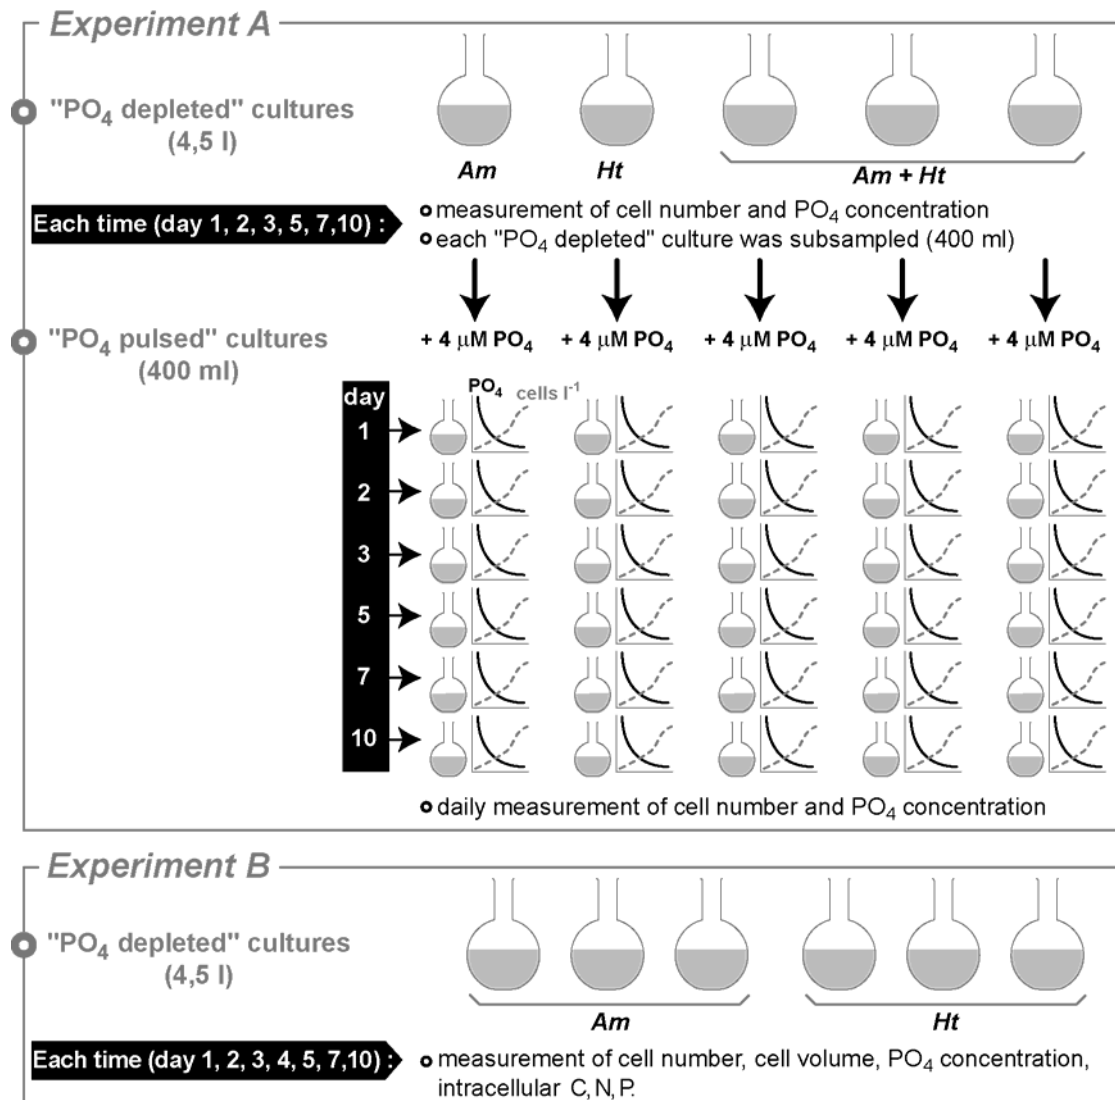 Experiment A
"PO4 depleted" cultures
(4,5 l)
Am
Ht
Am + Ht
Each time (day 1, 2, 3, 5, 7,10) :
measurement of cell number and PO4 concentration
each "PO4 depleted" culture was subsampled (400 ml)
"PO4 pulsed" cultures
(400 ml)
+ 4 μM PO4 + 4 μM PO4 + 4 μM PO4 + 4 μM PO4 + 4 μM PO4
day
PO4 cells l-1
1
2
3
5
7
10
daily measurement of cell number and PO4 concentration
Experiment B
"PO4 depleted" cultures
(4,5 l)
Am
Ht
Each time (day 1, 2, 3, 4, 5, 7,10) :
measurement of cell number, cell volume, PO4 concentration,
intracellular C, N, P.